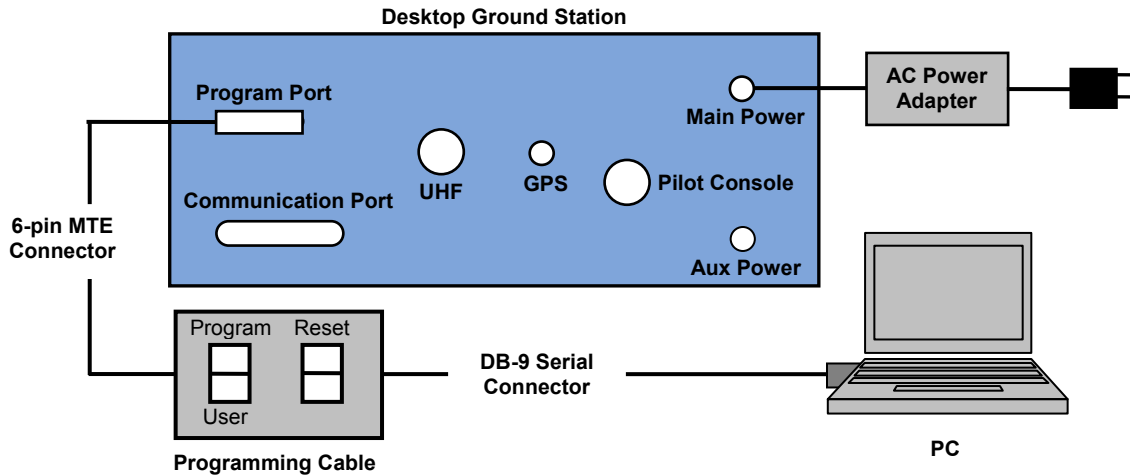 Desktop Ground Station
Program Port
Main Power
AC Power
Adapter
UHF
GPS
Pilot Console
Communication Port
Aux Power
6-pin MTE
Connector
Program
Reset
User
Programming Cable
DB-9 Serial
Connector
PC